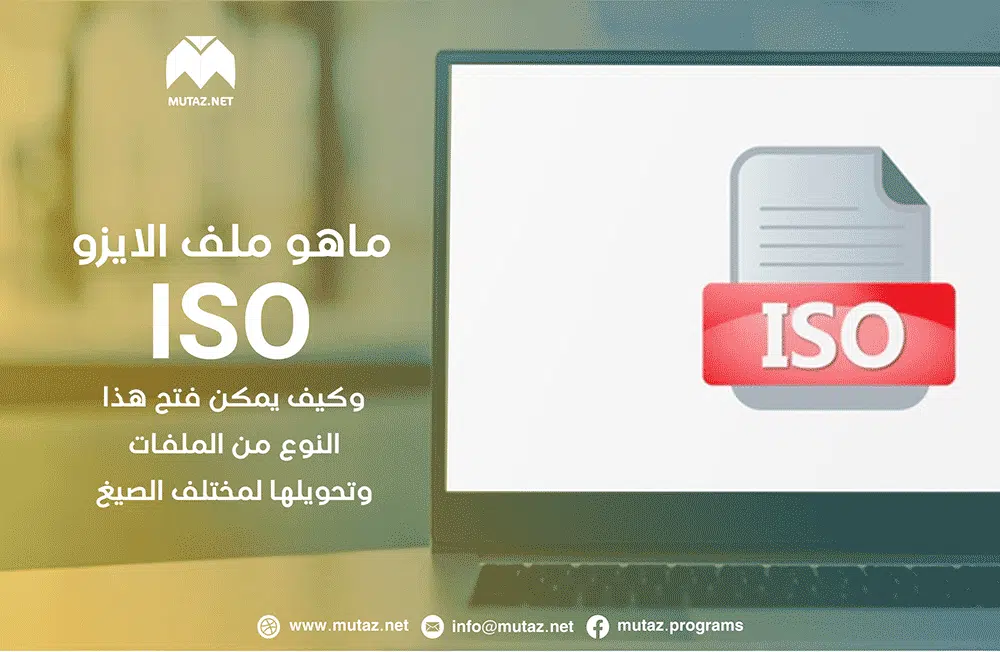 MUTAZ.NET
ماهو ملف الايزو
ISO
وكيف يمكن فتح هذا
النوع من الملفات
وتحويلها لمختلف الصيغ
ISO
www.mutaz.net info@mutaz.net mutaz.programs